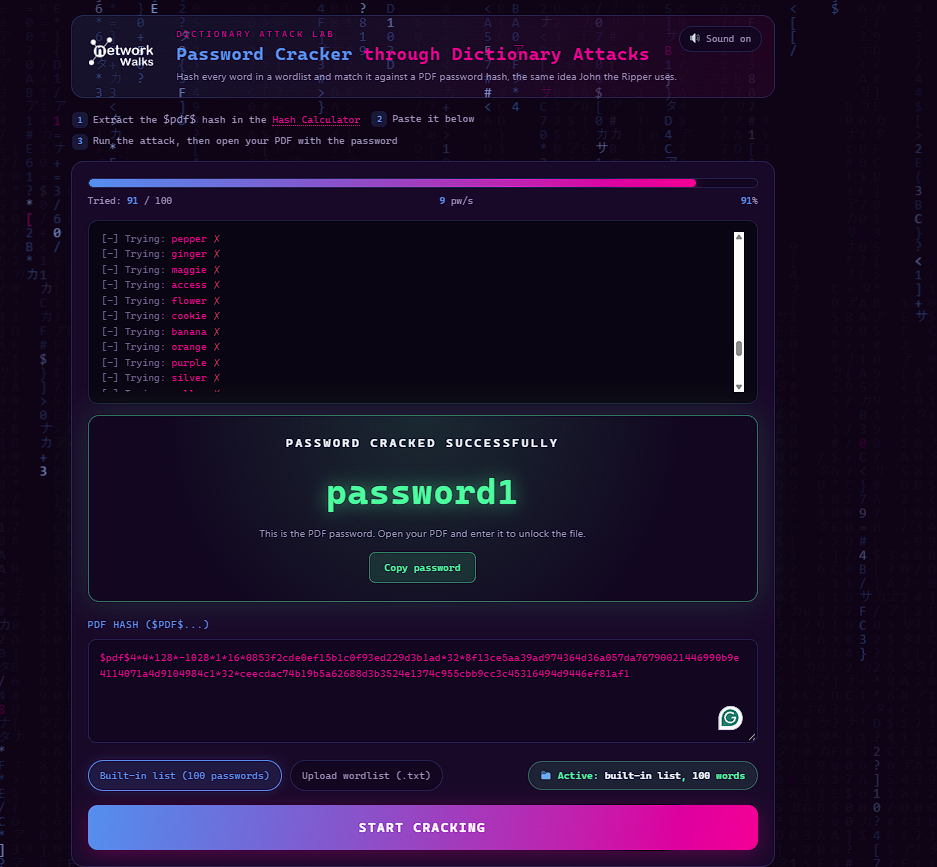 DICTIONARY ATTACK LAB
Password Cracker through Dictionary Attacks
Hash every word in a wordlist and match it against a PDF password hash, the same idea John the Ripper uses.
network
walks
Sound on
1 Extract the $pdf$ hash in the Hash Calculator 2 Paste it below
3 Run the attack, then open your PDF with the password
Tried: 91 / 100 9 pw/s 91%
[-] Trying: pepper ✗
[-] Trying: ginger ✗
[-] Trying: maggie ✗
[-] Trying: access ✗
[-] Trying: flower ✗
[-] Trying: cookie ✗
[-] Trying: banana ✗
[-] Trying: orange ✗
[-] Trying: purple ✗
[-] Trying: silver ✗
PASSWORD CRACKED SUCCESSFULLY
password1
This is the PDF password. Open your PDF and enter it to unlock the file.
Copy password
PDF HASH ($PDF$...)
$pdf$4*4*128*-1028*1*16*0853f2cde0ef15b1c0f93ed229d3b1ad*32*8f13ce5aa39ad974364d36a057da76790021446990b9e
4114071a4d9104984c1*32*ceecdac74b19b5a62688d3b3524e1374c955cbb9cc3c45316494d9446ef81af1
Built-in list (100 passwords)
Upload wordlist (.txt)
Active: built-in list, 100 words
START CRACKING